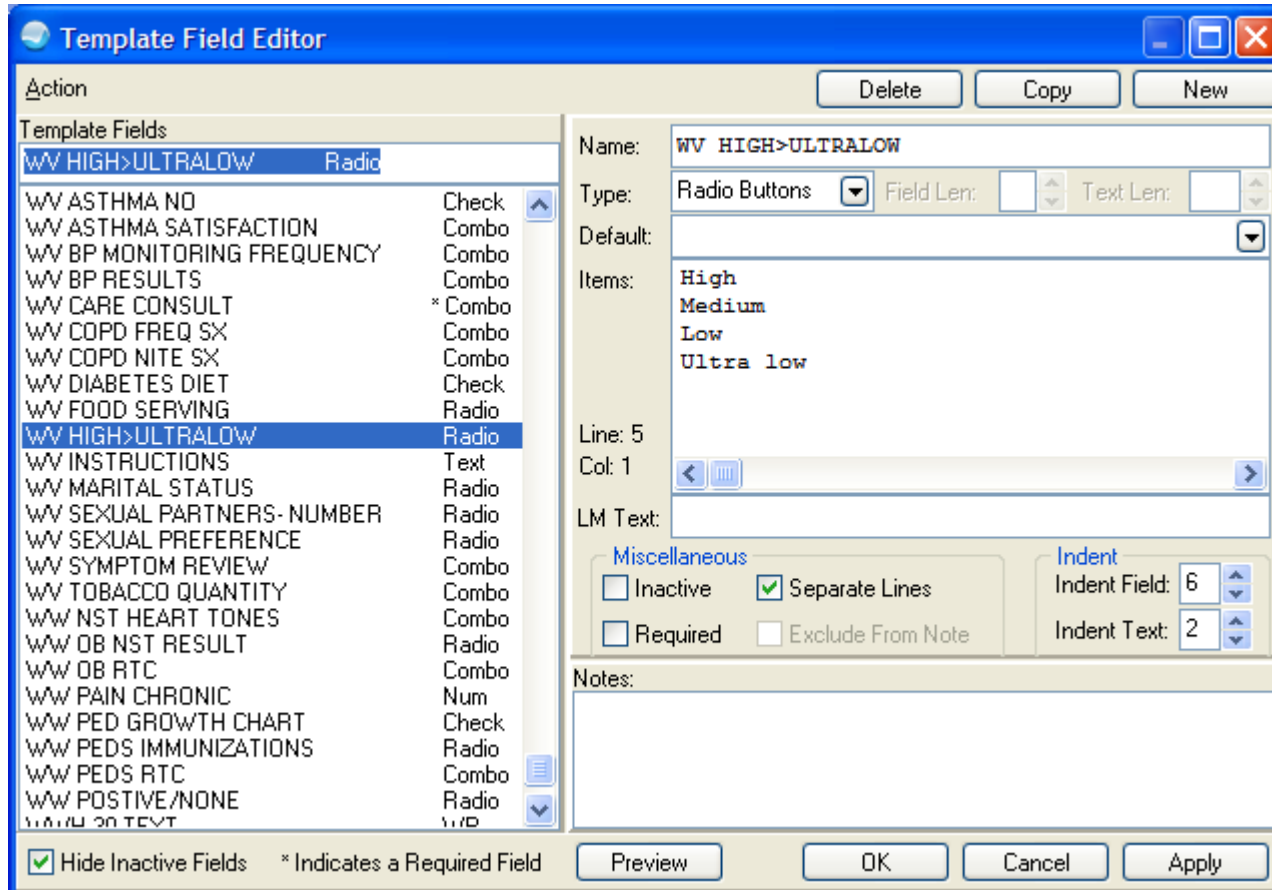 Template Field Editor
Action
Delete
Copy
New
Template Fields
WV HIGH>ULTRALOW Radio
WV ASTHMA NO Check
WV ASTHMA SATISFACTION Combo
WV BP MONITORING FREQUENCY Combo
WV BP RESULTS Combo
WV CARE CONSULT * Combo
WV COPD FREQ SX Combo
WV COPD NITE SX Combo
WV DIABETES DIET Check
WV FOOD SERVING Radio
WV HIGH>ULTRALOW Radio
WV INSTRUCTIONS Text
WV MARITAL STATUS Radio
WV SEXUAL PARTNERS- NUMBER Radio
WV SEXUAL PREFERENCE Radio
WV SYMPTOM REVIEW Combo
WV TOBACCO QUANTITY Combo
WW NST HEART TONES Combo
WW OB NST RESULT Radio
WW OB RTC Combo
WW PAIN CHRONIC Num
WW PED GROWTH CHART Check
WW PEDS IMMUNIZATIONS Radio
WW PEDS RTC Combo
WW POSTIVE/NONE Radio
Name: WV HIGH>ULTRALOW
Type: Radio Buttons Field Len: Text Len:
Default:
Items:
High
Medium
Low
Ultra low
Line: 5
Col: 1
LM Text:
Miscellaneous
Inactive
Separate Lines
Required
Exclude From Note
Indent
Indent Field: 6
Indent Text: 2
Notes:
Hide Inactive Fields
* Indicates a Required Field
Preview
OK
Cancel
Apply